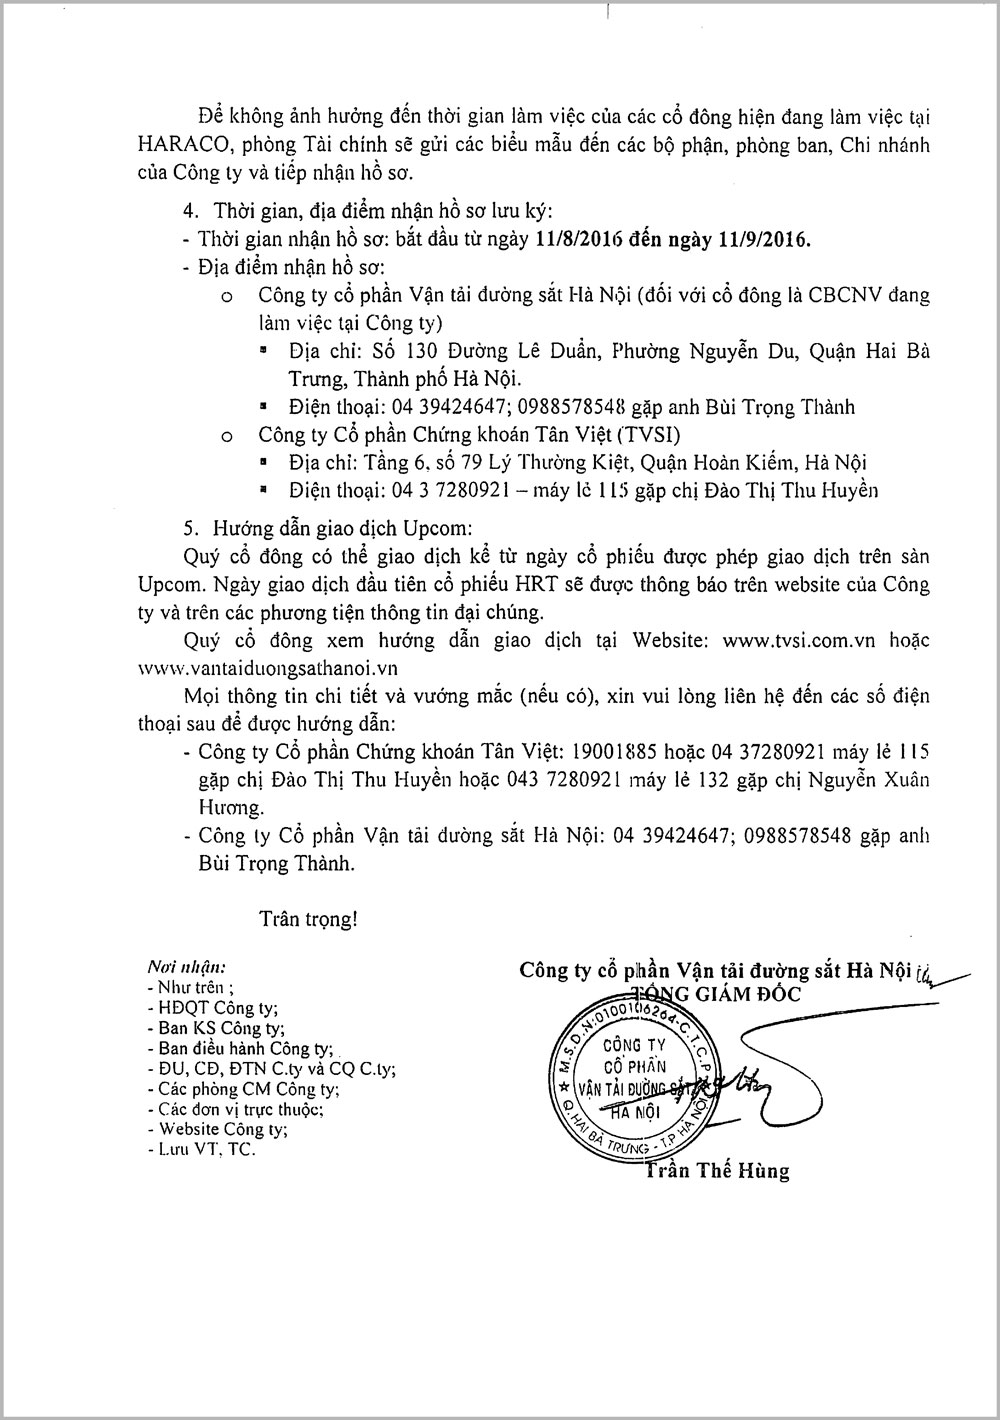 Để không ảnh hưởng đến thời gian làm việc của các cổ đông hiện đang làm việc tại
HARACO, phòng Tài chính sẽ gửi các biểu mẫu đến các bộ phận, phòng ban, Chi nhánh
của Công ty và tiếp nhận hồ sơ.
4. Thời gian, địa điểm nhận hồ sơ lưu ký:
- Thời gian nhận hồ sơ: bắt đầu từ ngày 11/8/2016 đến ngày 11/9/2016.
- Địa điểm nhận hồ sơ:
o Công ty cổ phần Vận tải đường sắt Hà Nội (đối với cổ đông là CBCNV đang
làm việc tại Công ty)
▪ Địa chỉ: Số 130 Đường Lê Duẩn, Phường Nguyễn Du, Quận Hai Bà
Trưng, Thành phố Hà Nội.
▪ Điện thoại: 04 39424647; 0988578548 gặp anh Bùi Trọng Thành
o Công ty Cổ phần Chứng khoán Tân Việt (TVSI)
▪ Địa chỉ: Tầng 6, số 79 Lý Thường Kiệt, Quận Hoàn Kiếm, Hà Nội
▪ Điện thoại: 04 3 7280921 – máy lẻ 115 gặp chị Đào Thị Thu Huyền
5. Hướng dẫn giao dịch Upcom:
Quý cổ đông có thể giao dịch kể từ ngày cổ phiếu được phép giao dịch trên sàn
Upcom. Ngày giao dịch đầu tiên cổ phiếu HRT sẽ được thông báo trên website của Công
ty và trên các phương tiện thông tin đại chúng.
Quý cổ đông xem hướng dẫn giao dịch tại Website: www.tvsi.com.vn hoặc
www.vantaiduongsathanoi.vn
Mọi thông tin chi tiết và vướng mắc (nếu có), xin vui lòng liên hệ đến các số điện
thoại sau để được hướng dẫn:
- Công ty Cổ phần Chứng khoán Tân Việt: 19001885 hoặc 04 37280921 máy lẻ 115
gặp chị Đào Thị Thu Huyền hoặc 043 7280921 máy lẻ 132 gặp chị Nguyễn Xuân
Hương.
- Công ty Cổ phần Vận tải đường sắt Hà Nội: 04 39424647; 0988578548 gặp anh
Bùi Trọng Thành.
Trân trọng!
Nơi nhận:
- Như trên ;
- HĐQT Công ty;
- Ban KS Công ty;
- Ban điều hành Công ty;
- ĐU, CĐ, ĐTN C.ty và CQ C.ty;
- Các phòng CM Công ty;
- Các đơn vị trực thuộc;
- Website Công ty;
- Lưu VT, TC.
Công ty cổ phần Vận tải đường sắt Hà Nội
TỔNG GIÁM ĐỐC
M.S.D.N:0100106264-C.T.C.P
CÔNG TY
CỔ PHẦN
VẬN TẢI ĐƯỜNG SẮT
HÀ NỘI
Q.HAI BÀ TRƯNG - T.P HÀ NỘI
Trần Thế Hùng